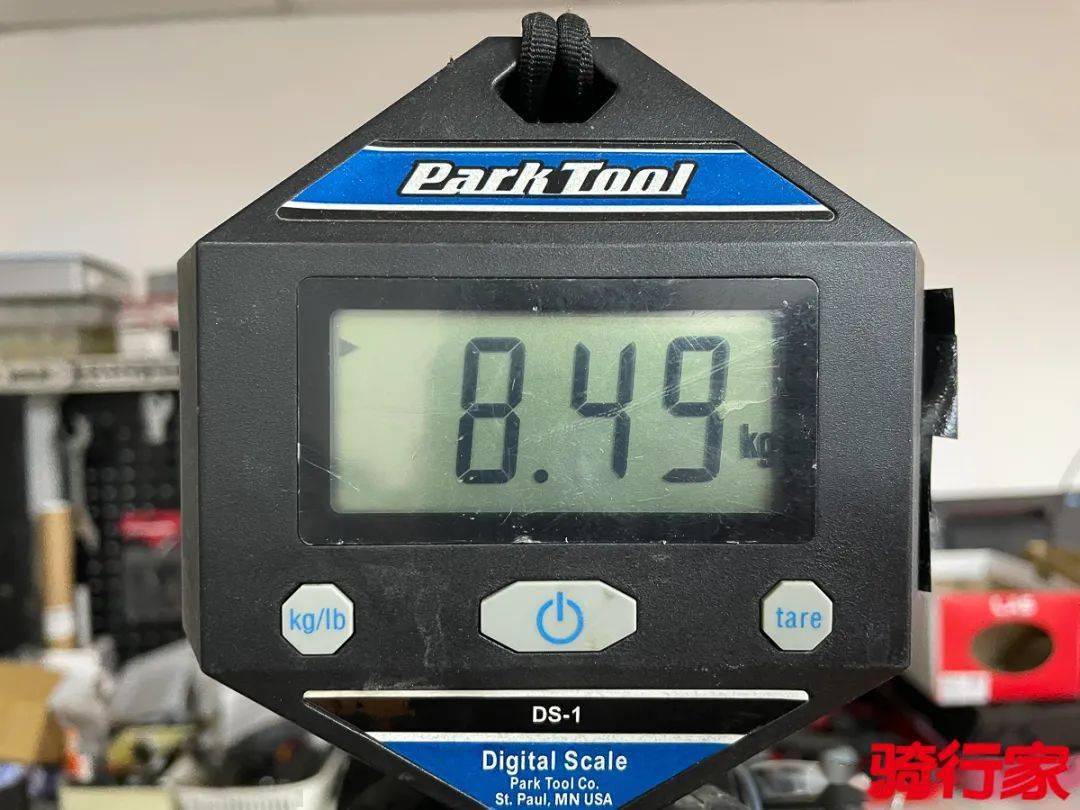 Park Tool
8.49
kg
kg/lb
tare
DS-1
Digital Scale
Park Tool Co.
St. Paul, MN USA
骑行家